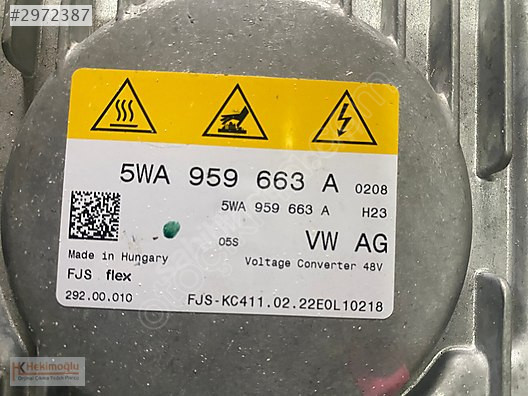 #2972387
5WA 959 663 A 0208
5WA 959 663 A H23
05S VW AG
Made in Hungary Voltage Converter 48V
FJS flex
292.00.010 FJS-KC411.02.22E0L10218
Hekimoğlu